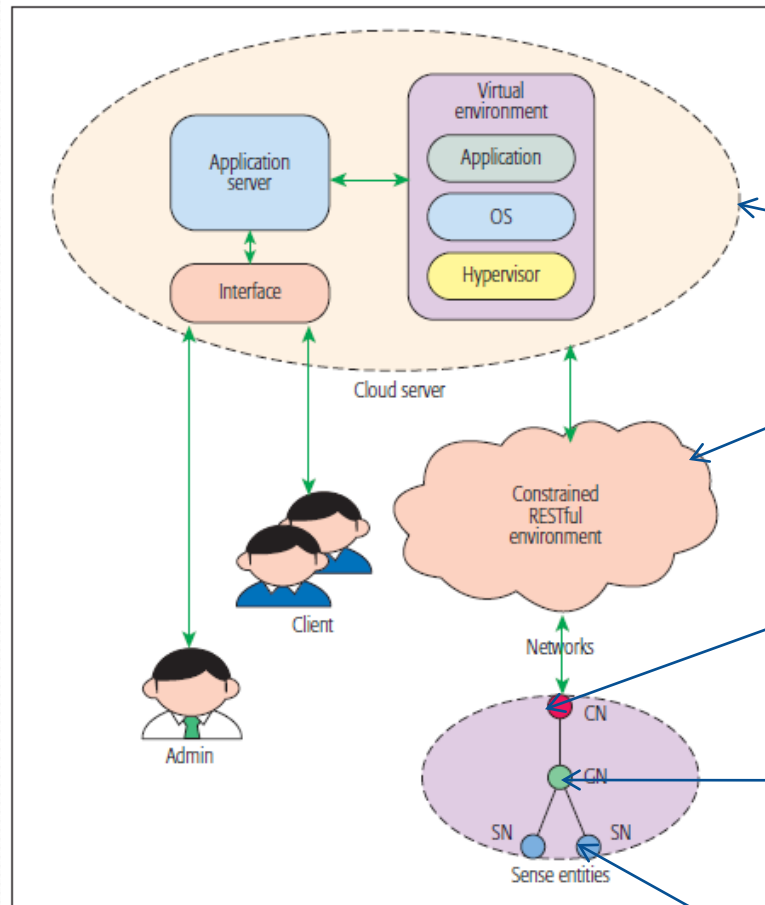 Virtual
environment
Application
server
Application
OS
Hypervisor
Interface
Cloud server
Constrained
RESTful
environment
Client
Networks
Admin
CN
GN
SN
SN
Sense entities